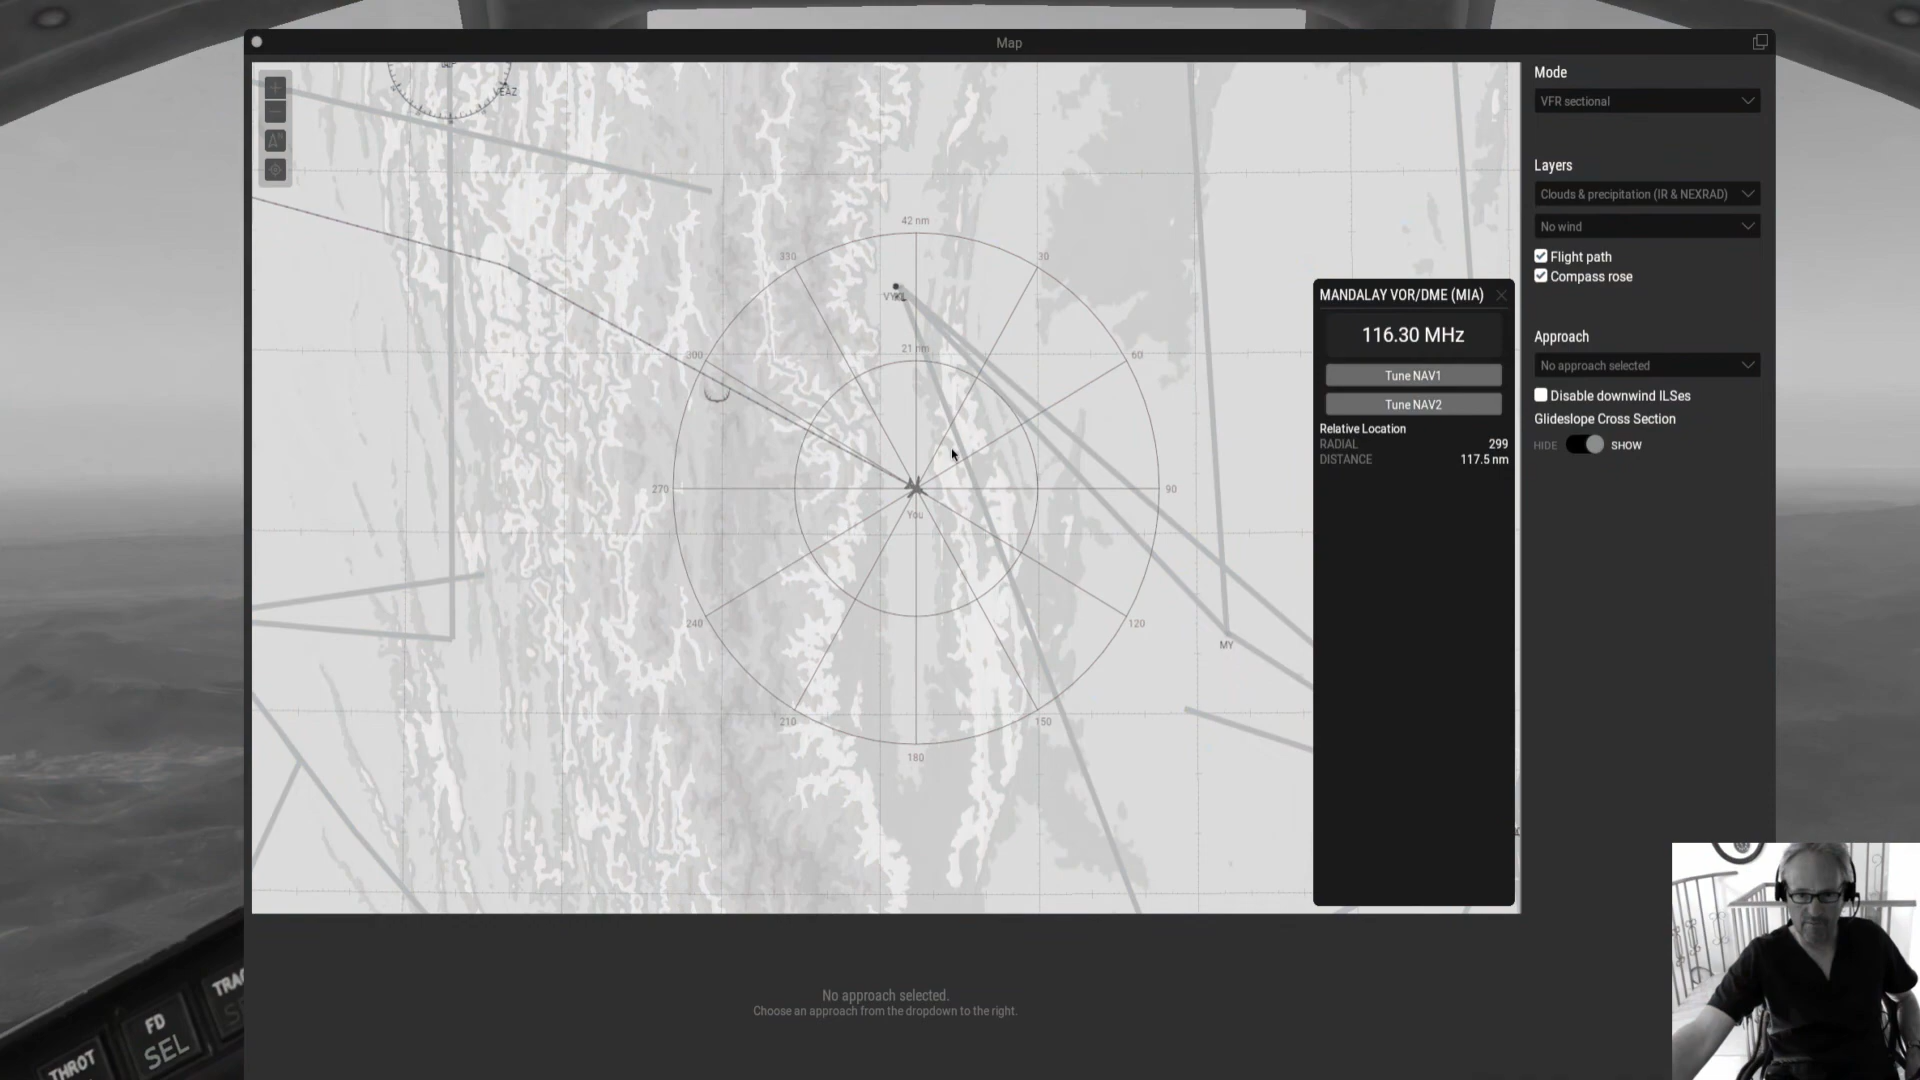 Map
VEAZ
42 nm
330
30
VYKL
21 nm
300
60
270
90
You
240
120
MY
210
150
180
MANDALAY VOR/DME (MIA)
116.30 MHz
Tune NAV1
Tune NAV2
Relative Location
RADIAL 299
DISTANCE 117.5 nm
Mode
VFR sectional
Layers
Clouds & precipitation (IR & NEXRAD)
No wind
Flight path
Compass rose
Approach
No approach selected
Disable downwind ILSes
Glideslope Cross Section
HIDE SHOW
No approach selected.
Choose an approach from the dropdown to the right.
FD
SEL
THROT